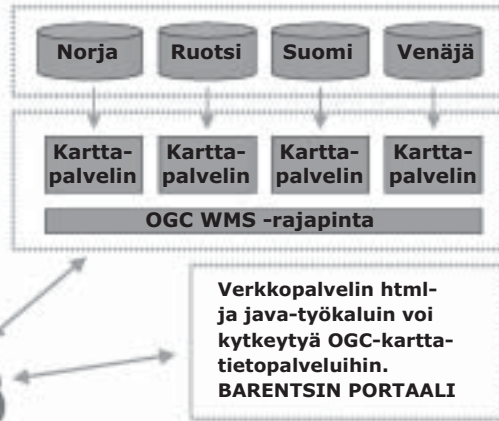 Norja Ruotsi Suomi Venäjä
Kartta- Kartta- Kartta- Kartta-
palvelin palvelin palvelin palvelin
OGC WMS -rajapinta
Verkkopalvelin html-
ja java-työkaluin voi
kytkeytyä OGC-kartta-
tietopalveluihin.
BARENTSIN PORTAALI